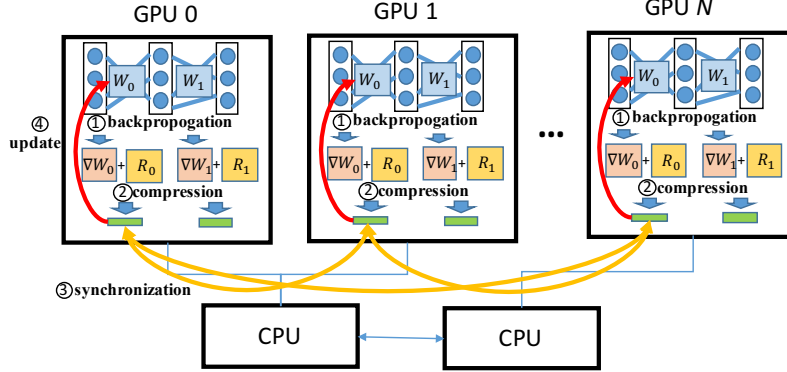 GPU 0
GPU 1
GPU N
W₀
W₁
W₀
W₁
W₀
W₁
④
update
①backpropogation
①backpropogation
①backpropogation
...
∇W₀+ R₀
∇W₁+ R₁
∇W₀+ R₀
∇W₁+ R₁
∇W₀+ R₀
∇W₁+ R₁
②compression
②compression
②compression
③synchronization
CPU
CPU